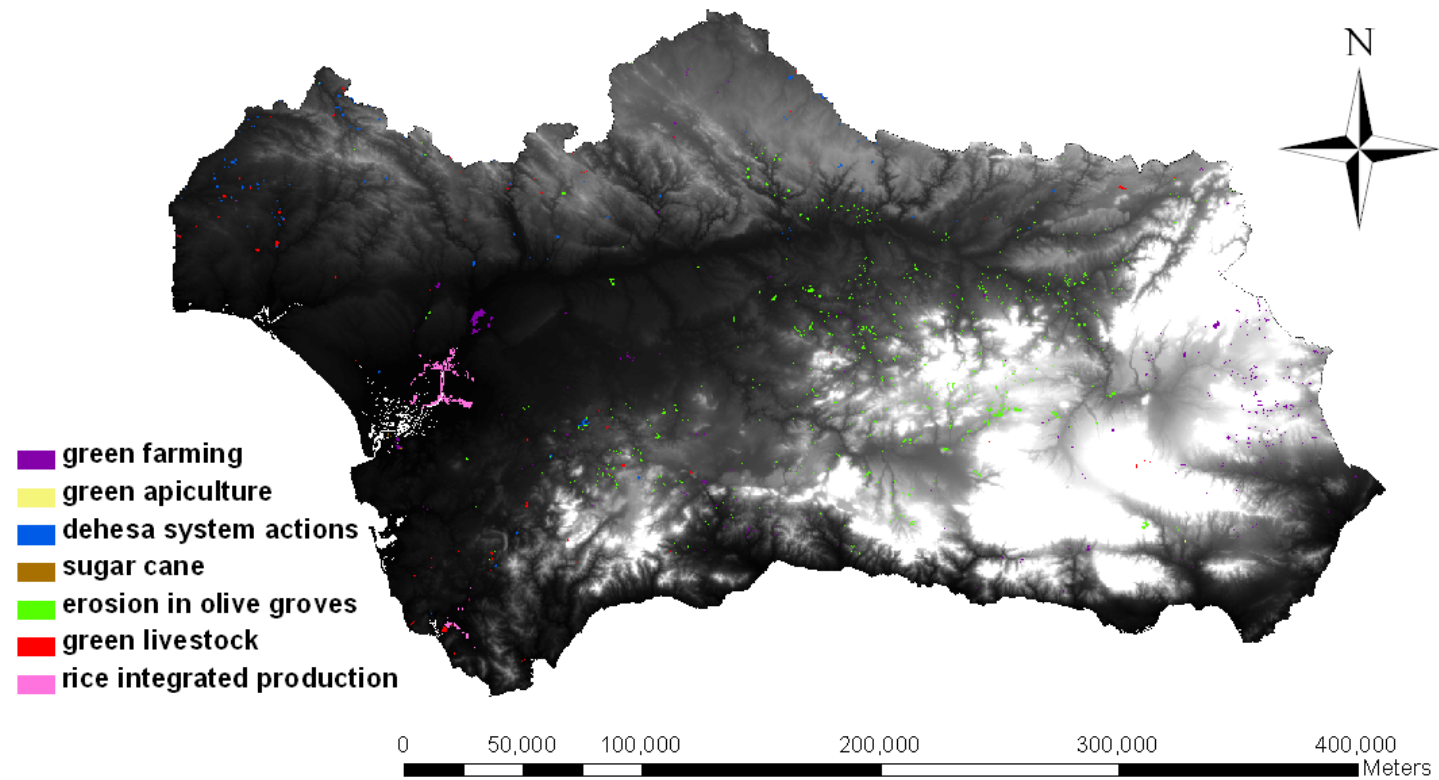 N
green farming
green apiculture
dehesa system actions
sugar cane
erosion in olive groves
green livestock
rice integrated production
0 50,000 100,000 200,000 300,000 400,000
Meters